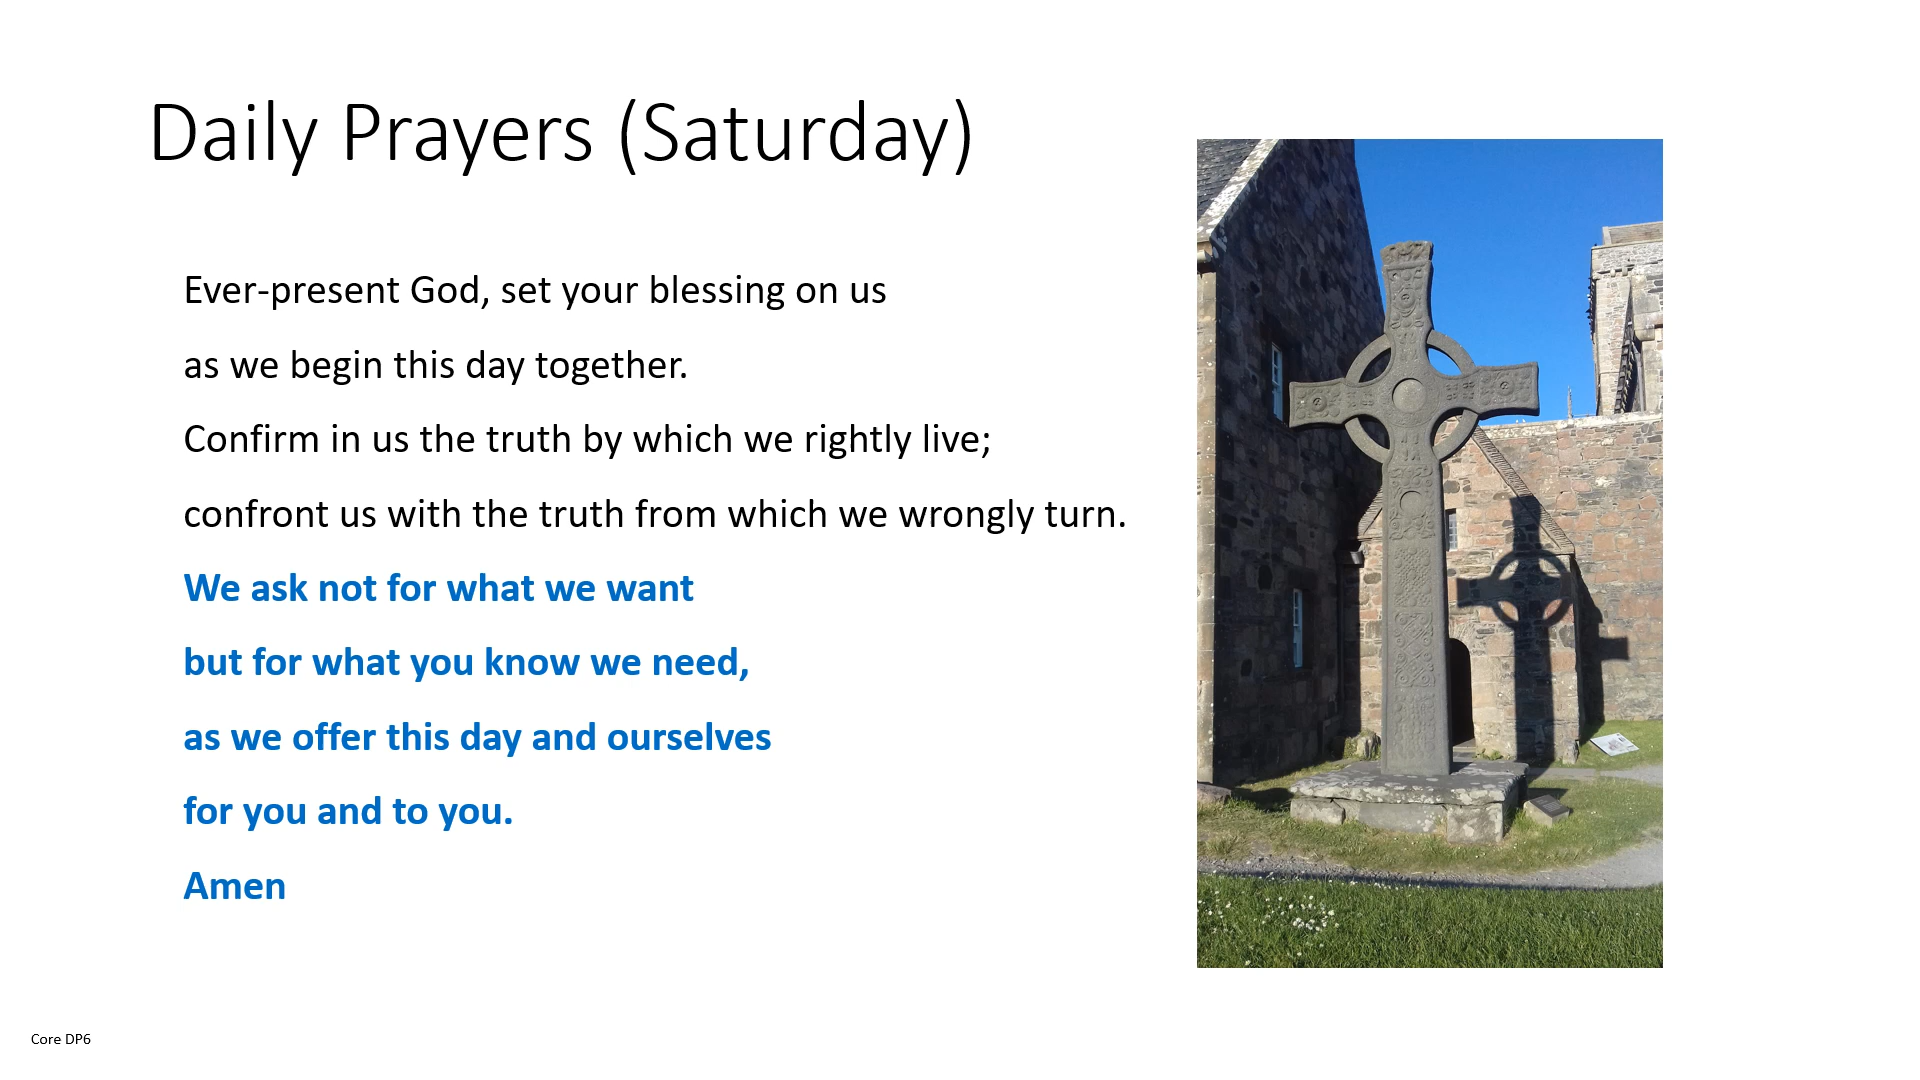 Daily Prayers (Saturday)
Ever-present God, set your blessing on us
as we begin this day together.
Confirm in us the truth by which we rightly live;
confront us with the truth from which we wrongly turn.
We ask not for what we want
but for what you know we need,
as we offer this day and ourselves
for you and to you.
Amen
Core DP6